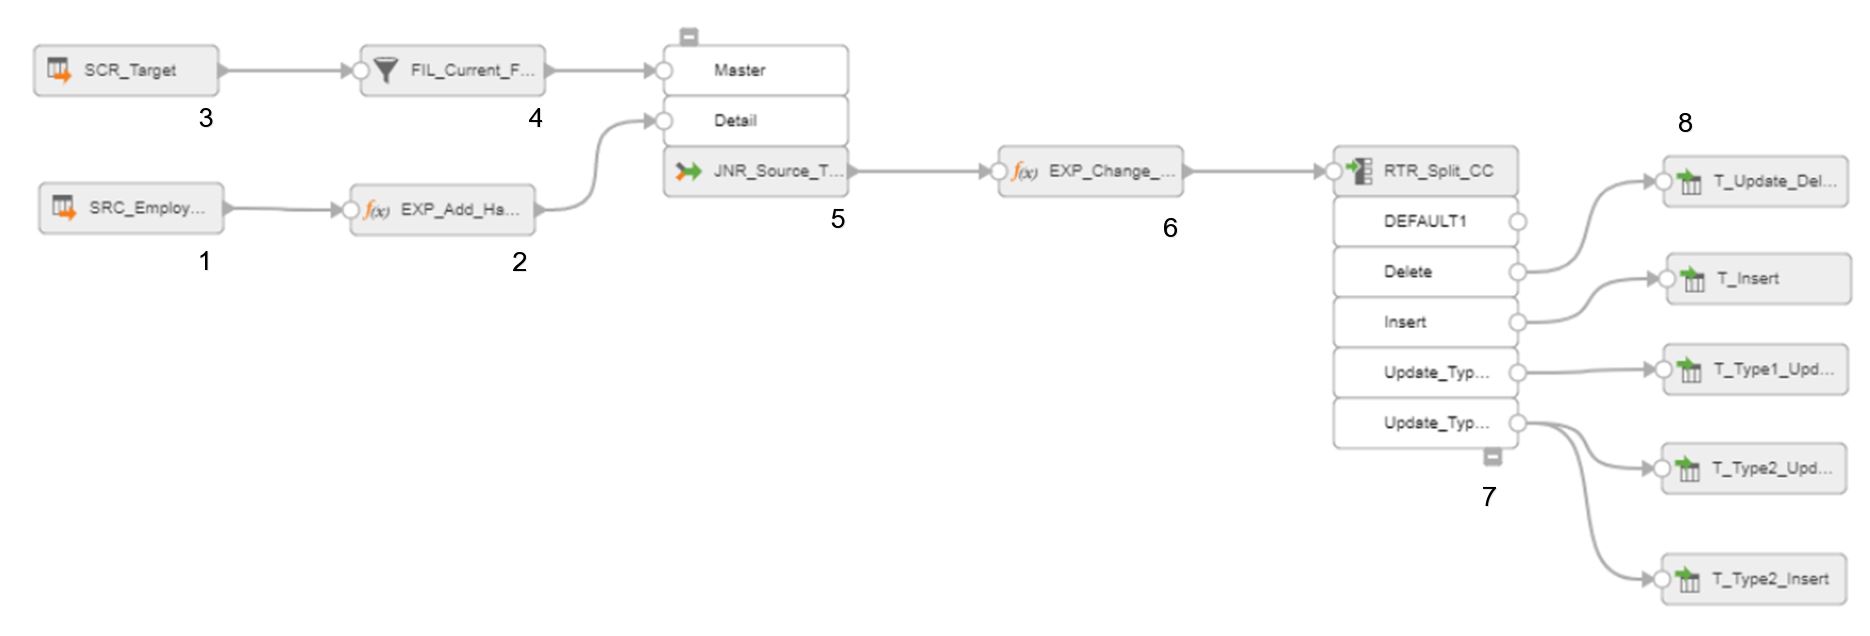 SCR_Target
3
FIL_Current_F...
4
Master
Detail
JNR_Source_T...
5
SRC_Employ...
1
f(x) EXP_Add_Ha...
2
f(x) EXP_Change_...
6
RTR_Split_CC
DEFAULT1
Delete
Insert
Update_Typ...
Update_Typ...
7
8
T_Update_Del...
T_Insert
T_Type1_Upd...
T_Type2_Upd...
T_Type2_Insert